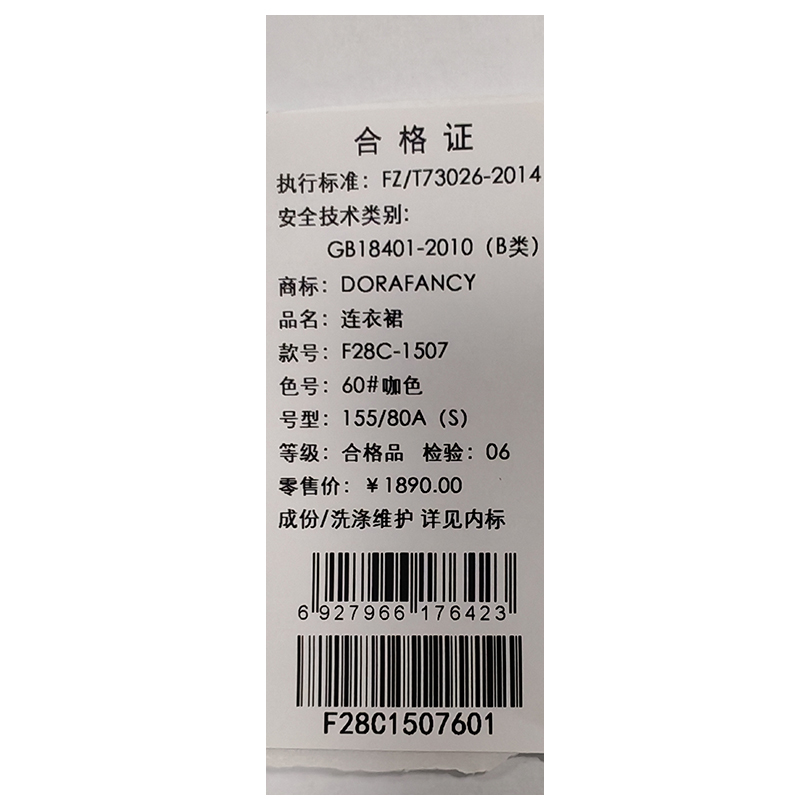 合格证
执行标准：FZ/T73026-2014
安全技术类别:
GB18401-2010（B类）
商标：DORAFANCY
品名：连衣裙
款号：F28C-1507
色号：60#咖色
号型：155/80A（S）
等级：合格品 检验：06
零售价：¥1890.00
成份/洗涤维护 详见内标
6 927966 176423
F28C1507601